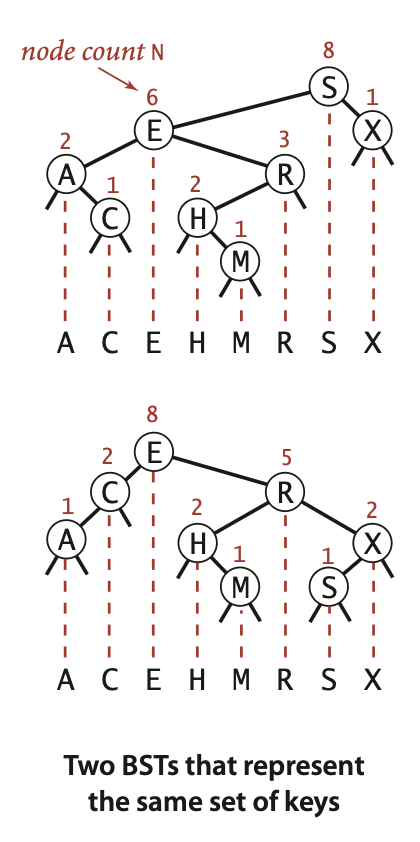 node count N
8
6
S
1
E
X
2
3
A
1
2
R
C
H
1
M
A C E H M R S X
8
E
2
5
C
R
1
2
2
A
H
1
1
X
M
S
A C E H M R S X
Two BSTs that represent
the same set of keys